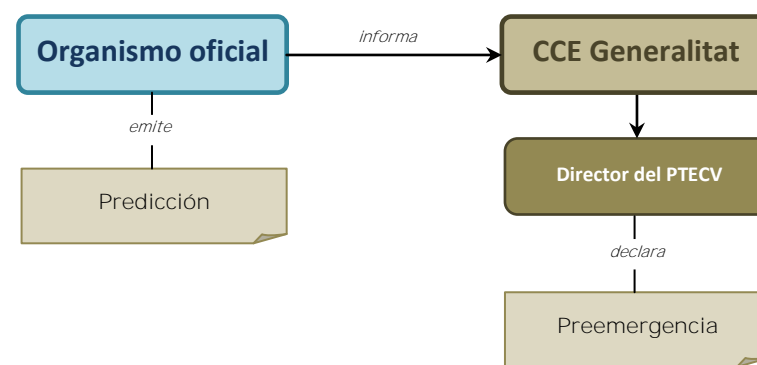 Organismo oficial
informa
CCE Generalitat
emite
Director del PTECV
Predicción
declara
Preemergencia